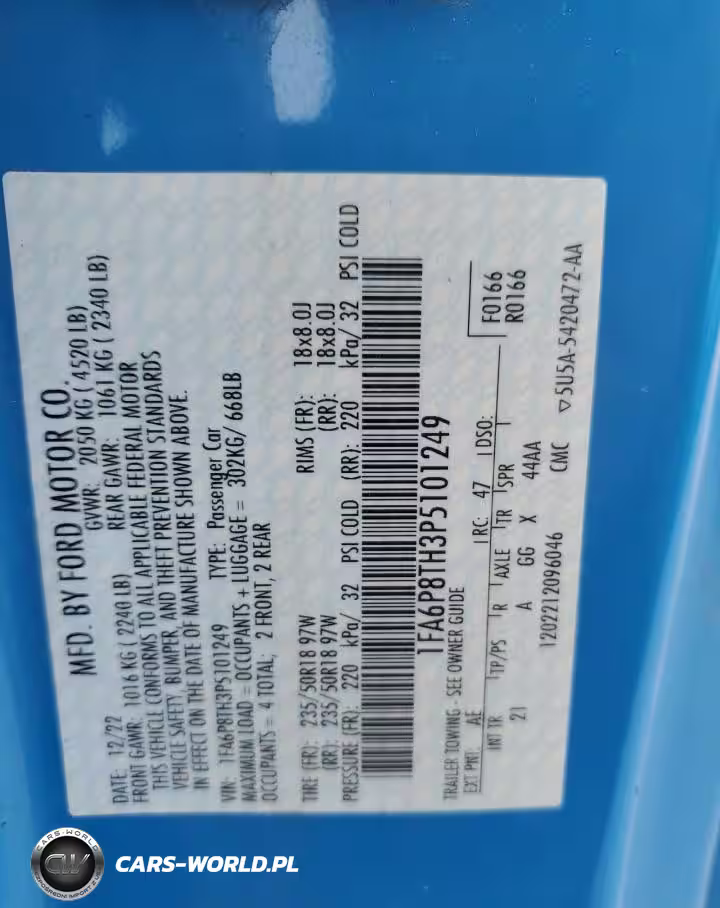 MFD. BY FORD MOTOR CO.
DATE: 12/22 GVWR: 2050 KG ( 4520 LB)
FRONT GAWR: 1016 KG ( 2240 LB) REAR GAWR: 1061 KG ( 2340 LB)
THIS VEHICLE CONFORMS TO ALL APPLICABLE FEDERAL MOTOR
VEHICLE SAFETY, BUMPER, AND THEFT PREVENTION STANDARDS
IN EFFECT ON THE DATE OF MANUFACTURE SHOWN ABOVE.
VIN: 1FA6P8TH3P5101249 TYPE: Passenger Car
MAXIMUM LOAD = OCCUPANTS + LUGGAGE = 302KG/ 668LB
OCCUPANTS = 4 TOTAL; 2 FRONT, 2 REAR
TIRE (FR): 235/50R18 97W RIMS (FR): 18x8.0J
(RR): 235/50R18 97W (RR): 18x8.0J
PRESSURE (FR): 220 kPa/ 32 PSI COLD (RR): 220 kPa/ 32 PSI COLD
1FA6P8TH3P5101249
TRAILER TOWING - SEE OWNER GUIDE
EXT PNT: AE RC: 47 DSO:
F0166
R0166
INT TR TP/PS R AXLE TR SPR
21 A GG X 44AA
1202212096046 CMC ▽5U5A-5420472-AA
CARS-WORLD
CW
CARS-WORLD.PL